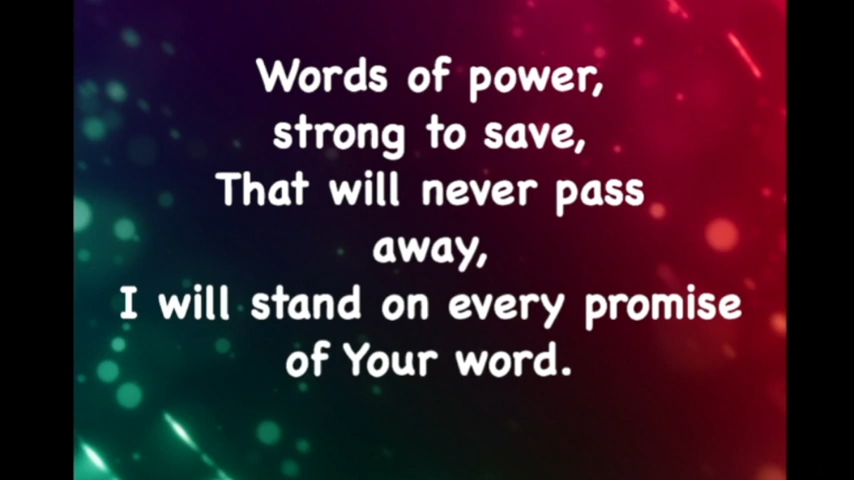 Words of power,
strong to save,
That will never pass
away,
I will stand on every promise
of Your word.